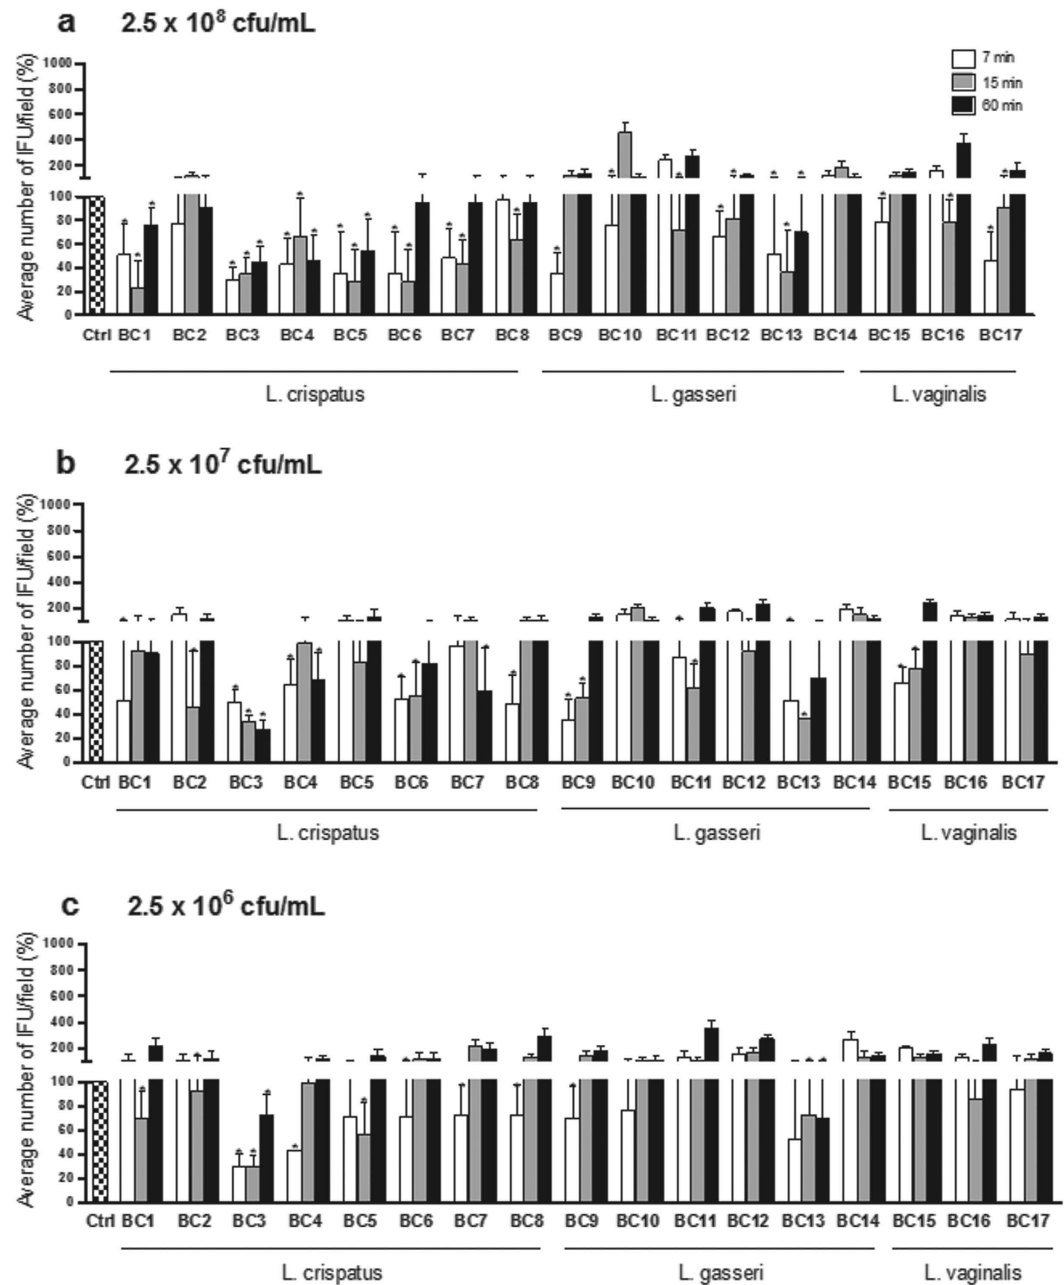 a 2.5 x 10⁸ cfu/mL
Average number of IFU/field (%)
1000
800
600
400
200
100
80
60
40
20
0
7 min
15 min
60 min
* * * * * * * * * * * * * * * * * * * * * * * * * * * * * *
Ctrl BC1 BC2 BC3 BC4 BC5 BC6 BC7 BC8 BC9 BC10 BC11 BC12 BC13 BC14 BC15 BC16 BC17
L. crispatus L. gasseri L. vaginalis
b 2.5 x 10⁷ cfu/mL
Average number of IFU/field (%)
1000
800
600
400
200
100
80
60
40
20
0
Ctrl BC1 BC2 BC3 BC4 BC5 BC6 BC7 BC8 BC9 BC10 BC11 BC12 BC13 BC14 BC15 BC16 BC17
L. crispatus L. gasseri L. vaginalis
c 2.5 x 10⁶ cfu/mL
Average number of IFU/field (%)
1000
800
600
400
200
100
80
60
40
20
0
Ctrl BC1 BC2 BC3 BC4 BC5 BC6 BC7 BC8 BC9 BC10 BC11 BC12 BC13 BC14 BC15 BC16 BC17
L. crispatus L. gasseri L. vaginalis